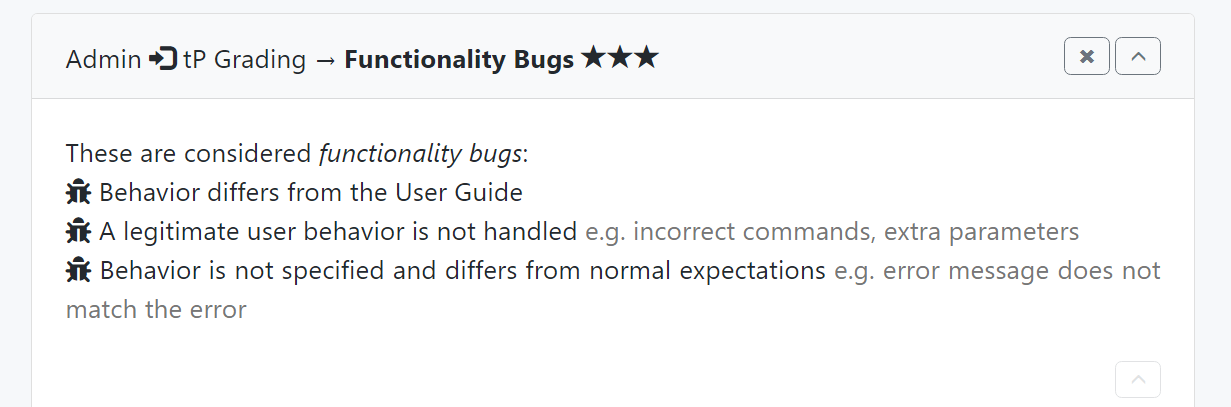 Admin tP Grading → Functionality Bugs ★★★
These are considered functionality bugs:
Behavior differs from the User Guide
A legitimate user behavior is not handled e.g. incorrect commands, extra parameters
Behavior is not specified and differs from normal expectations e.g. error message does not
match the error